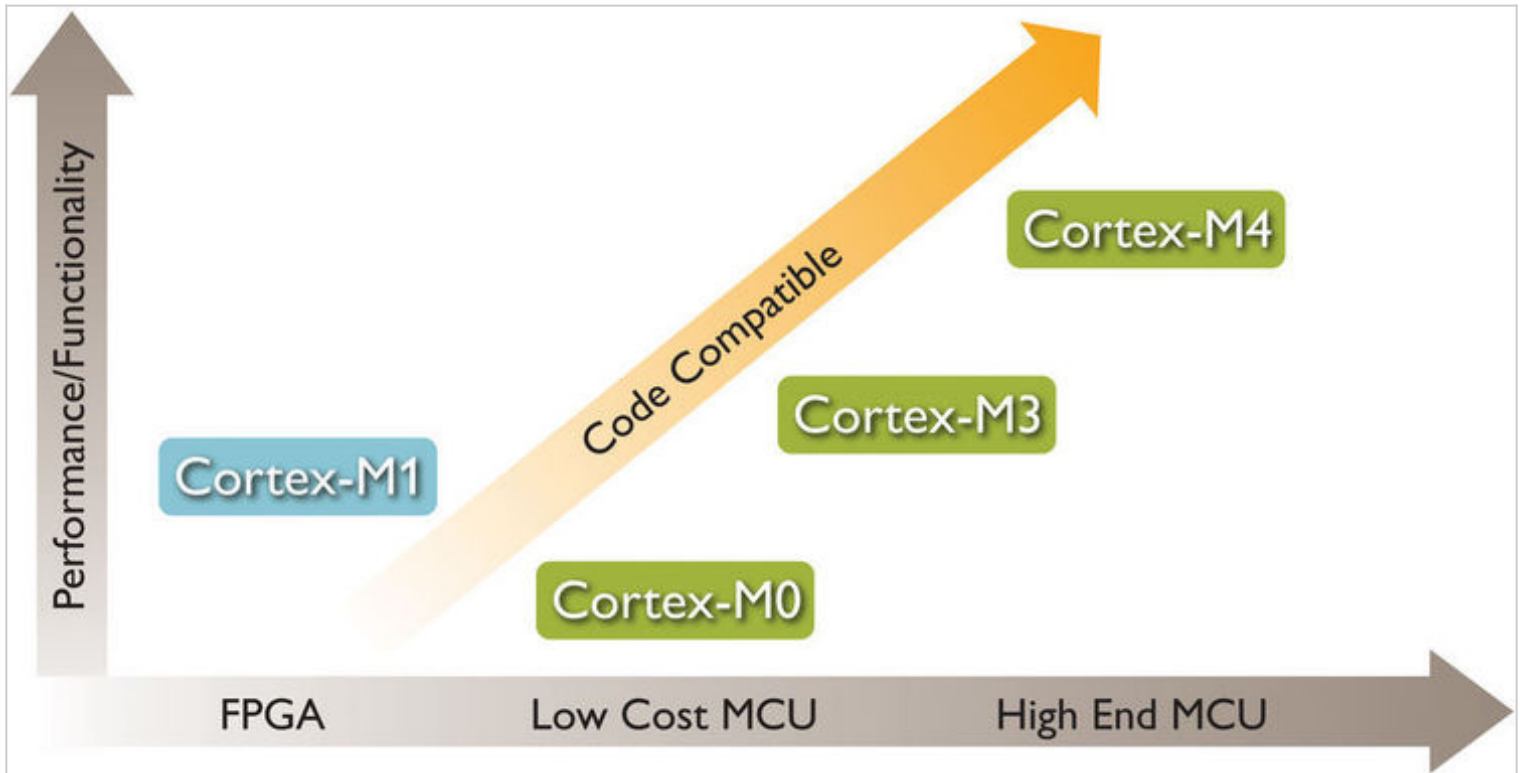 Performance/Functionality
Code Compatible
Cortex-M4
Cortex-M3
Cortex-M1
Cortex-M0
FPGA
Low Cost MCU
High End MCU